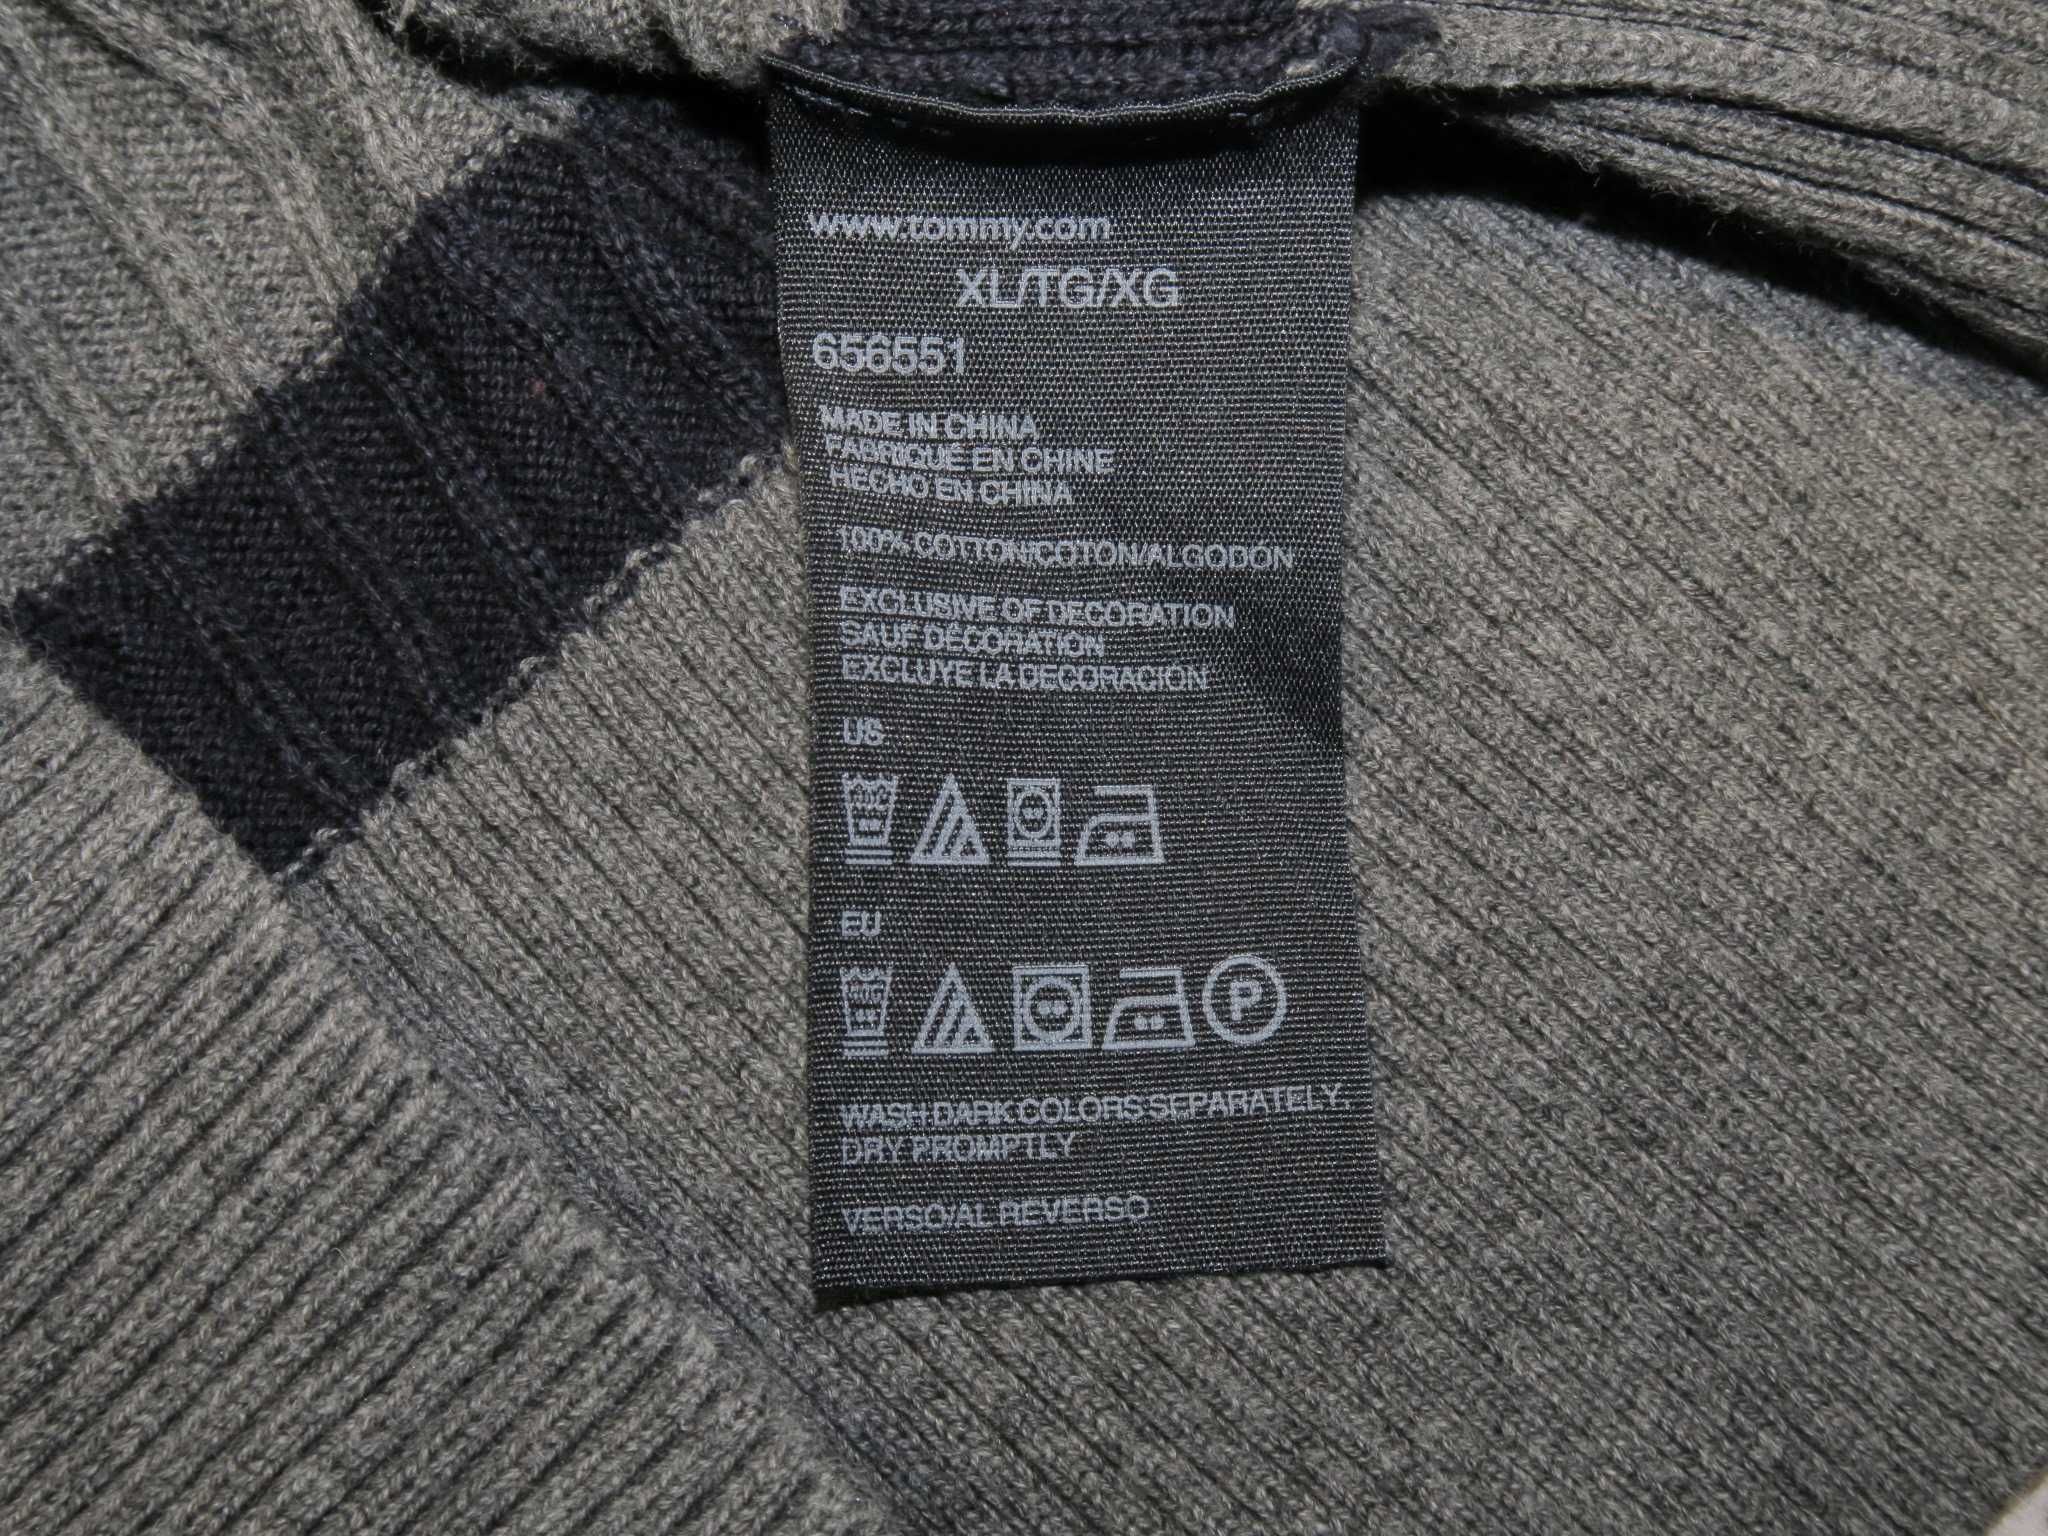 www.tommy.com
XL/TG/XG
656551
MADE IN CHINA
FABRIQUÉ EN CHINE
HECHO EN CHINA
100% COTTON/COTON/ALGODÓN
EXCLUSIVE OF DECORATION
SAUF DÉCORATION
EXCLUYE LA DECORACIÓN
US
EU
P
WASH DARK COLORS SEPARATELY.
DRY PROMPTLY
VERSO/AL REVERSO